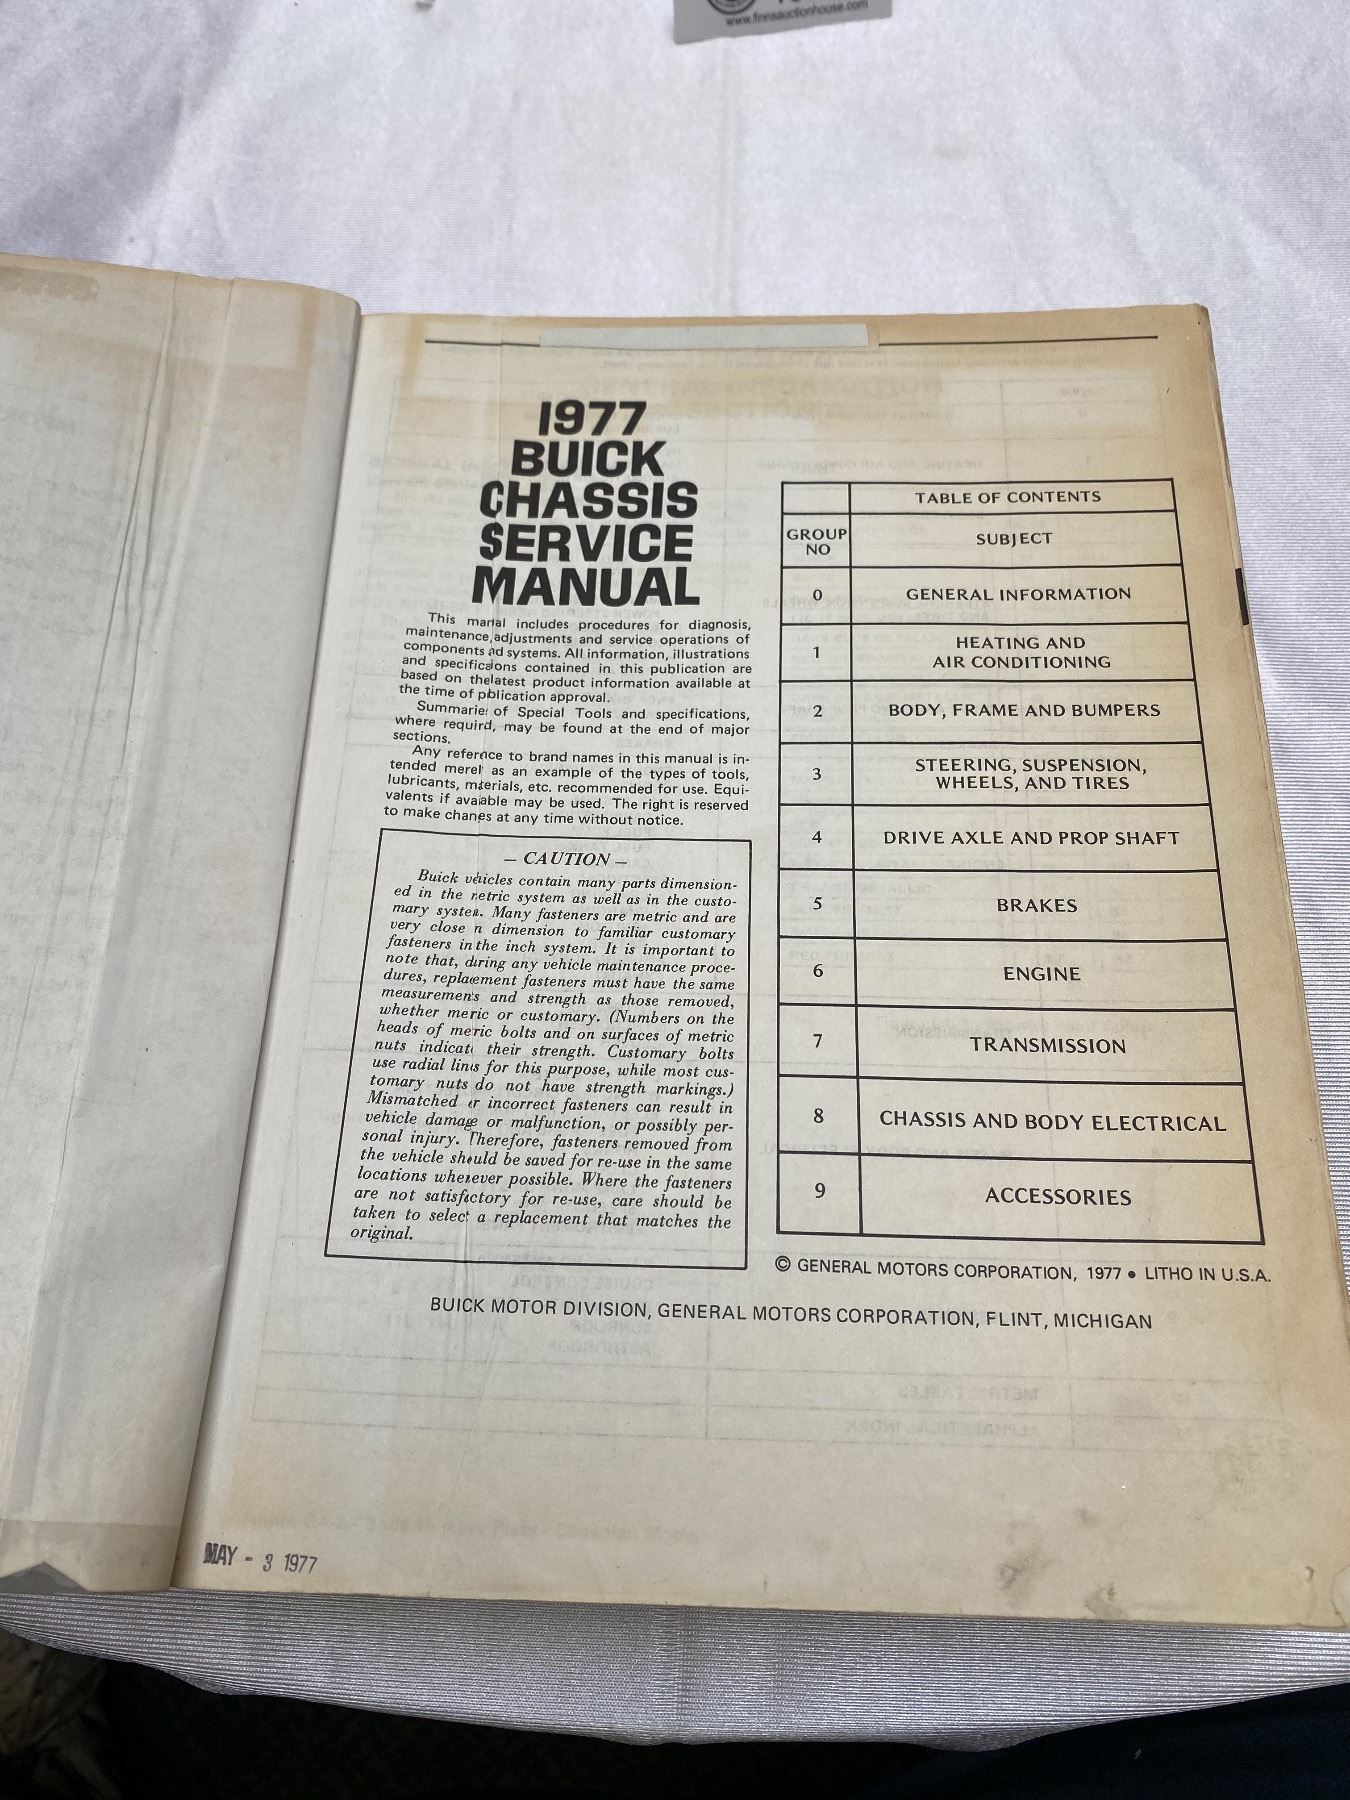 www.finnsauctionhouse.com
1977
BUICK
CHASSIS
SERVICE
MANUAL
This manual includes procedures for diagnosis,
maintenance, adjustments and service operations of
components and systems. All information, illustrations
and specifications contained in this publication are
based on the latest product information available at
the time of publication approval.
Summaries of Special Tools and specifications,
where required, may be found at the end of major
sections.
Any reference to brand names in this manual is in-
tended merely as an example of the types of tools,
lubricants, materials, etc. recommended for use. Equi-
valents if available may be used. The right is reserved
to make changes at any time without notice.
– CAUTION –
Buick vehicles contain many parts dimension-
ed in the metric system as well as in the custo-
mary system. Many fasteners are metric and are
very close in dimension to familiar customary
fasteners in the inch system. It is important to
note that, during any vehicle maintenance proce-
dures, replacement fasteners must have the same
measurements and strength as those removed,
whether metric or customary. (Numbers on the
heads of metric bolts and on surfaces of metric
nuts indicate their strength. Customary bolts
use radial lines for this purpose, while most cus-
tomary nuts do not have strength markings.)
Mismatched or incorrect fasteners can result in
vehicle damage or malfunction, or possibly per-
sonal injury. Therefore, fasteners removed from
the vehicle should be saved for re-use in the same
locations whenever possible. Where the fasteners
are not satisfactory for re-use, care should be
taken to select a replacement that matches the
original.
TABLE OF CONTENTS
GROUP
NO
SUBJECT
0 GENERAL INFORMATION
1 HEATING AND
AIR CONDITIONING
2 BODY, FRAME AND BUMPERS
3 STEERING, SUSPENSION,
WHEELS, AND TIRES
4 DRIVE AXLE AND PROP SHAFT
5 BRAKES
6 ENGINE
7 TRANSMISSION
8 CHASSIS AND BODY ELECTRICAL
9 ACCESSORIES
© GENERAL MOTORS CORPORATION, 1977 • LITHO IN U.S.A.
BUICK MOTOR DIVISION, GENERAL MOTORS CORPORATION, FLINT, MICHIGAN
MAY - 3 1977